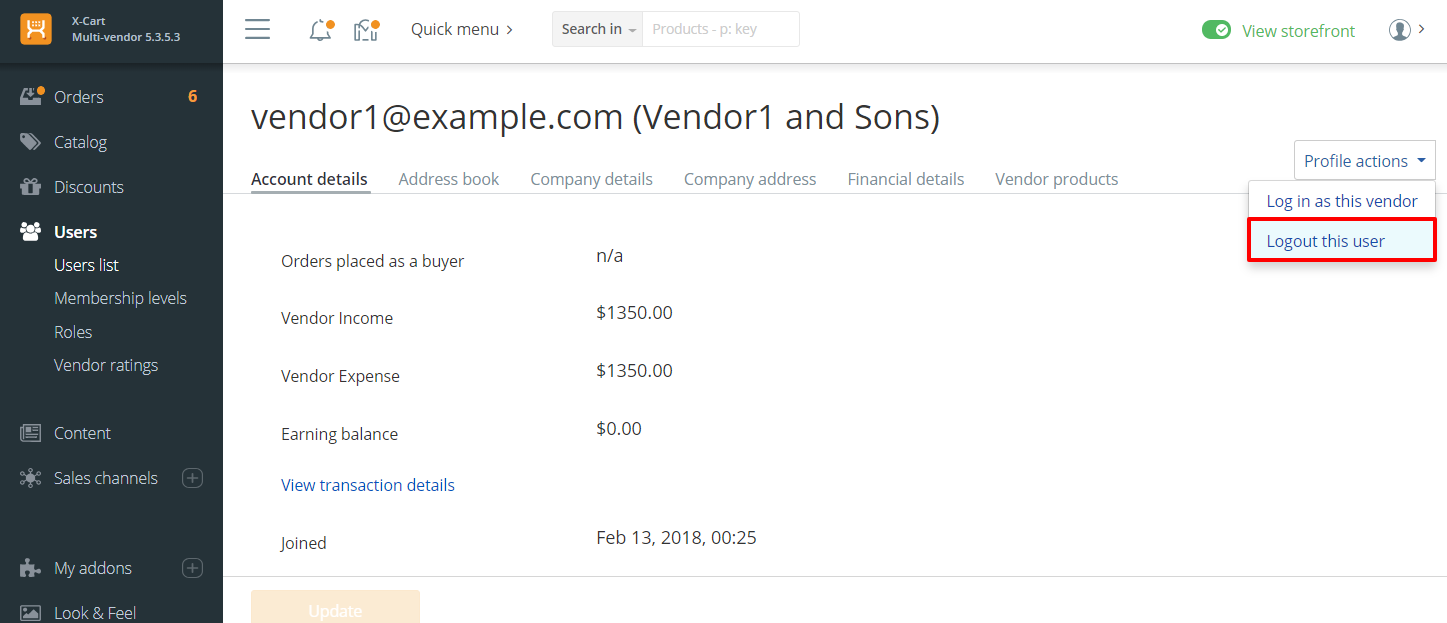 X-Cart
Multi-vendor 5.3.5.3
Quick menu
Search in
Products - p: key
View storefront
Orders 6
Catalog
Discounts
Users
Users list
Membership levels
Roles
Vendor ratings
Content
Sales channels
My addons
Look & Feel
vendor1@example.com (Vendor1 and Sons)
Profile actions
Log in as this vendor
Logout this user
Account details Address book Company details Company address Financial details Vendor products
Orders placed as a buyer n/a
Vendor Income $1350.00
Vendor Expense $1350.00
Earning balance $0.00
View transaction details
Joined Feb 13, 2018, 00:25
Update